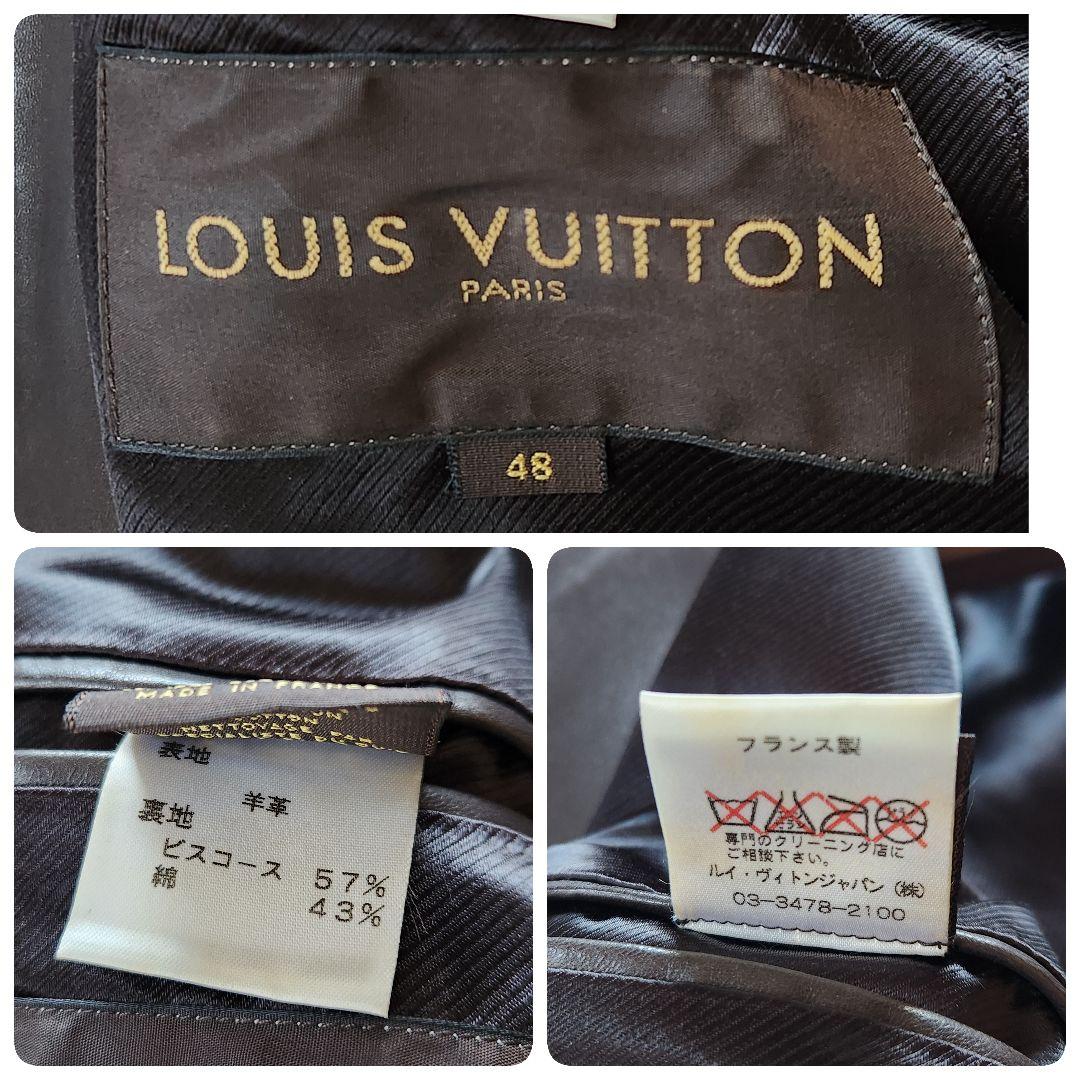 LOUIS VUITTON
PARIS
48
MADE IN FRANCE
NETTOYAGE PAR
表地
羊革
裏地
ビスコース 57%
綿 43%
フランス製
専門のクリーニング店に
ご相談下さい。
ルイ・ヴィトンジャパン(株)
03-3478-2100